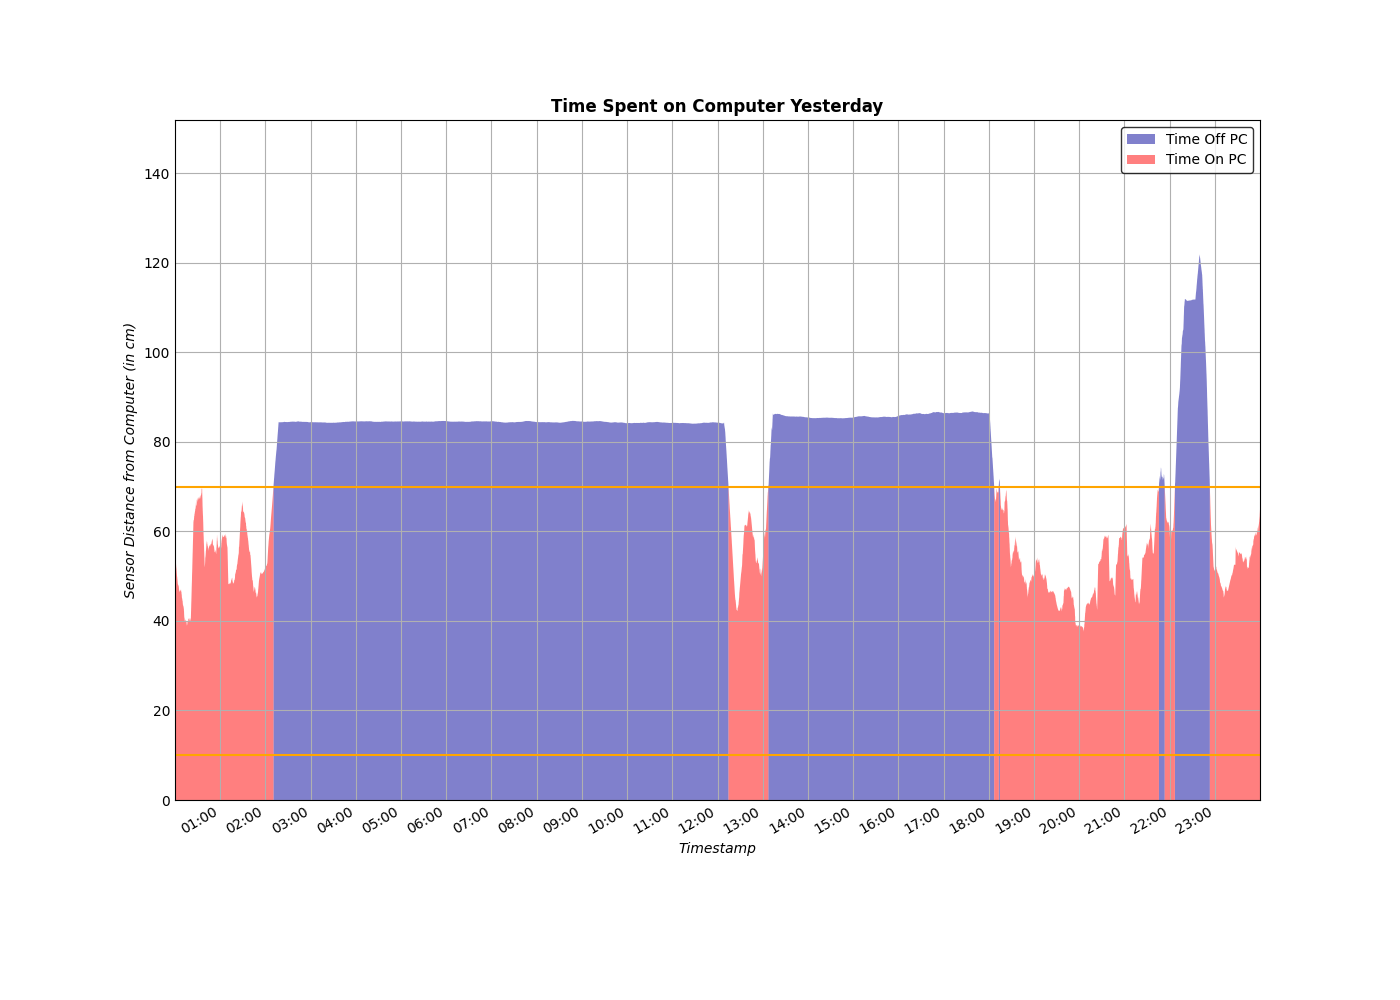 Time Spent on Computer Yesterday
Time Off PC
Time On PC
Sensor Distance from Computer (in cm)
140
120
100
80
60
40
20
0
01:00 02:00 03:00 04:00 05:00 06:00 07:00 08:00 09:00 10:00 11:00 12:00 13:00 14:00 15:00 16:00 17:00 18:00 19:00 20:00 21:00 22:00 23:00
Timestamp